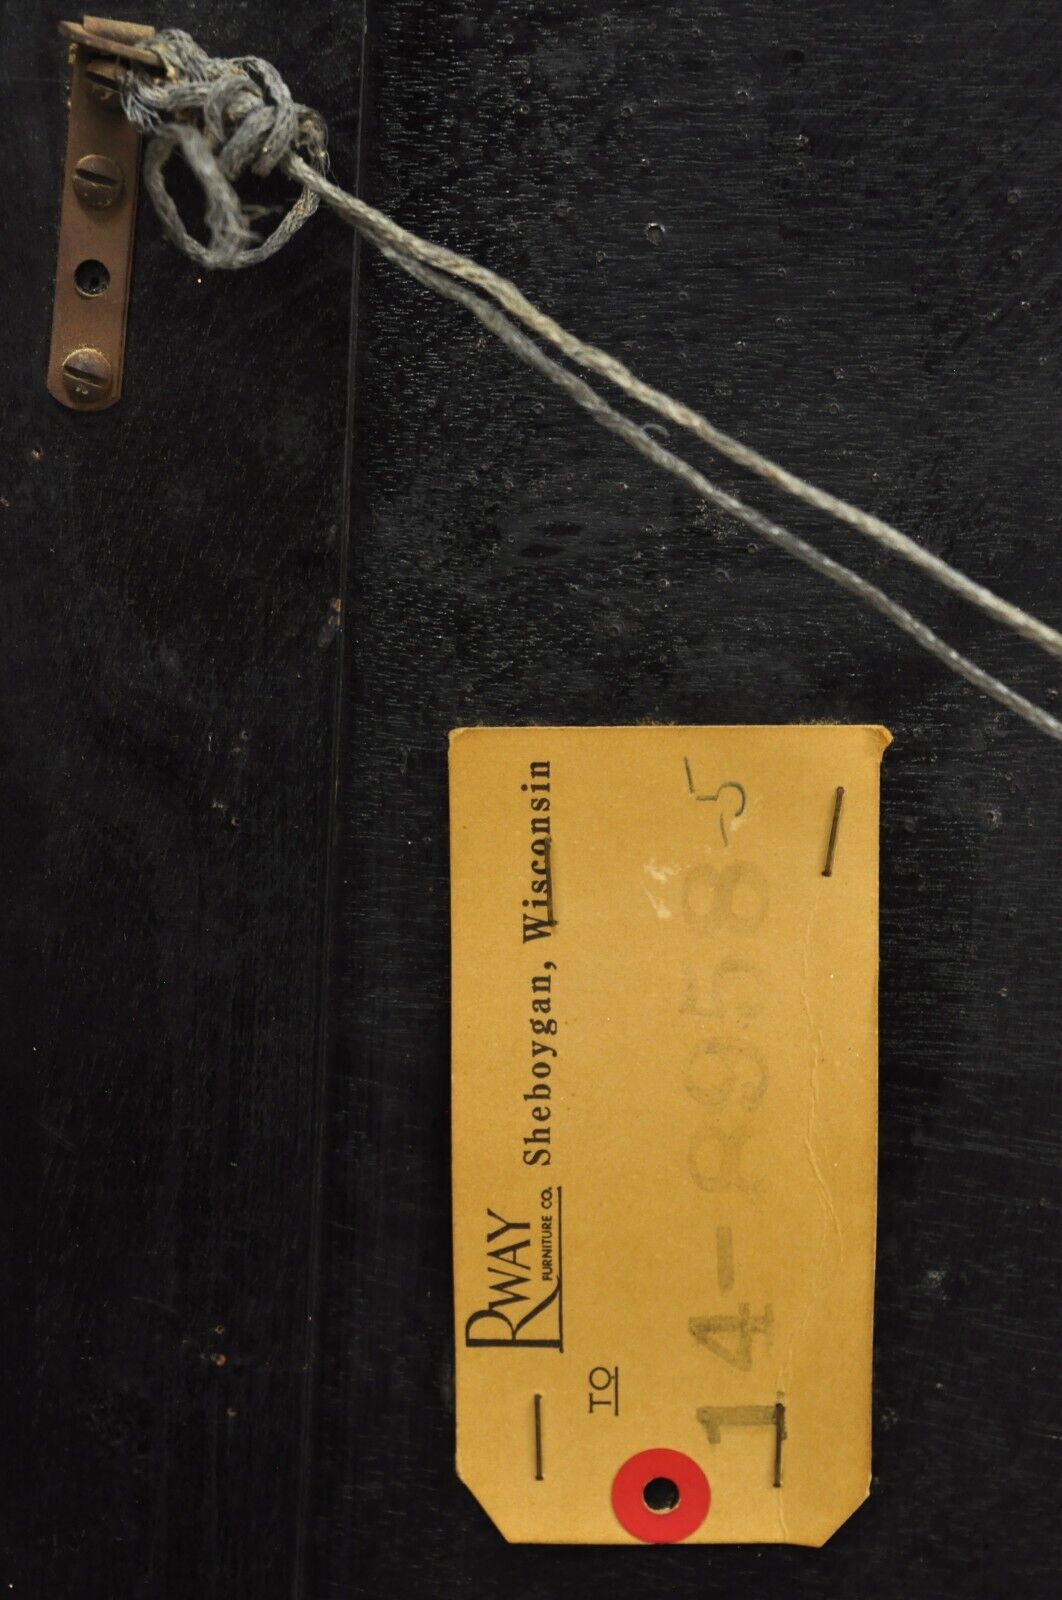 RWAY
FURNITURE CO. Sheboygan, Wisconsin
TO
14-8958-5